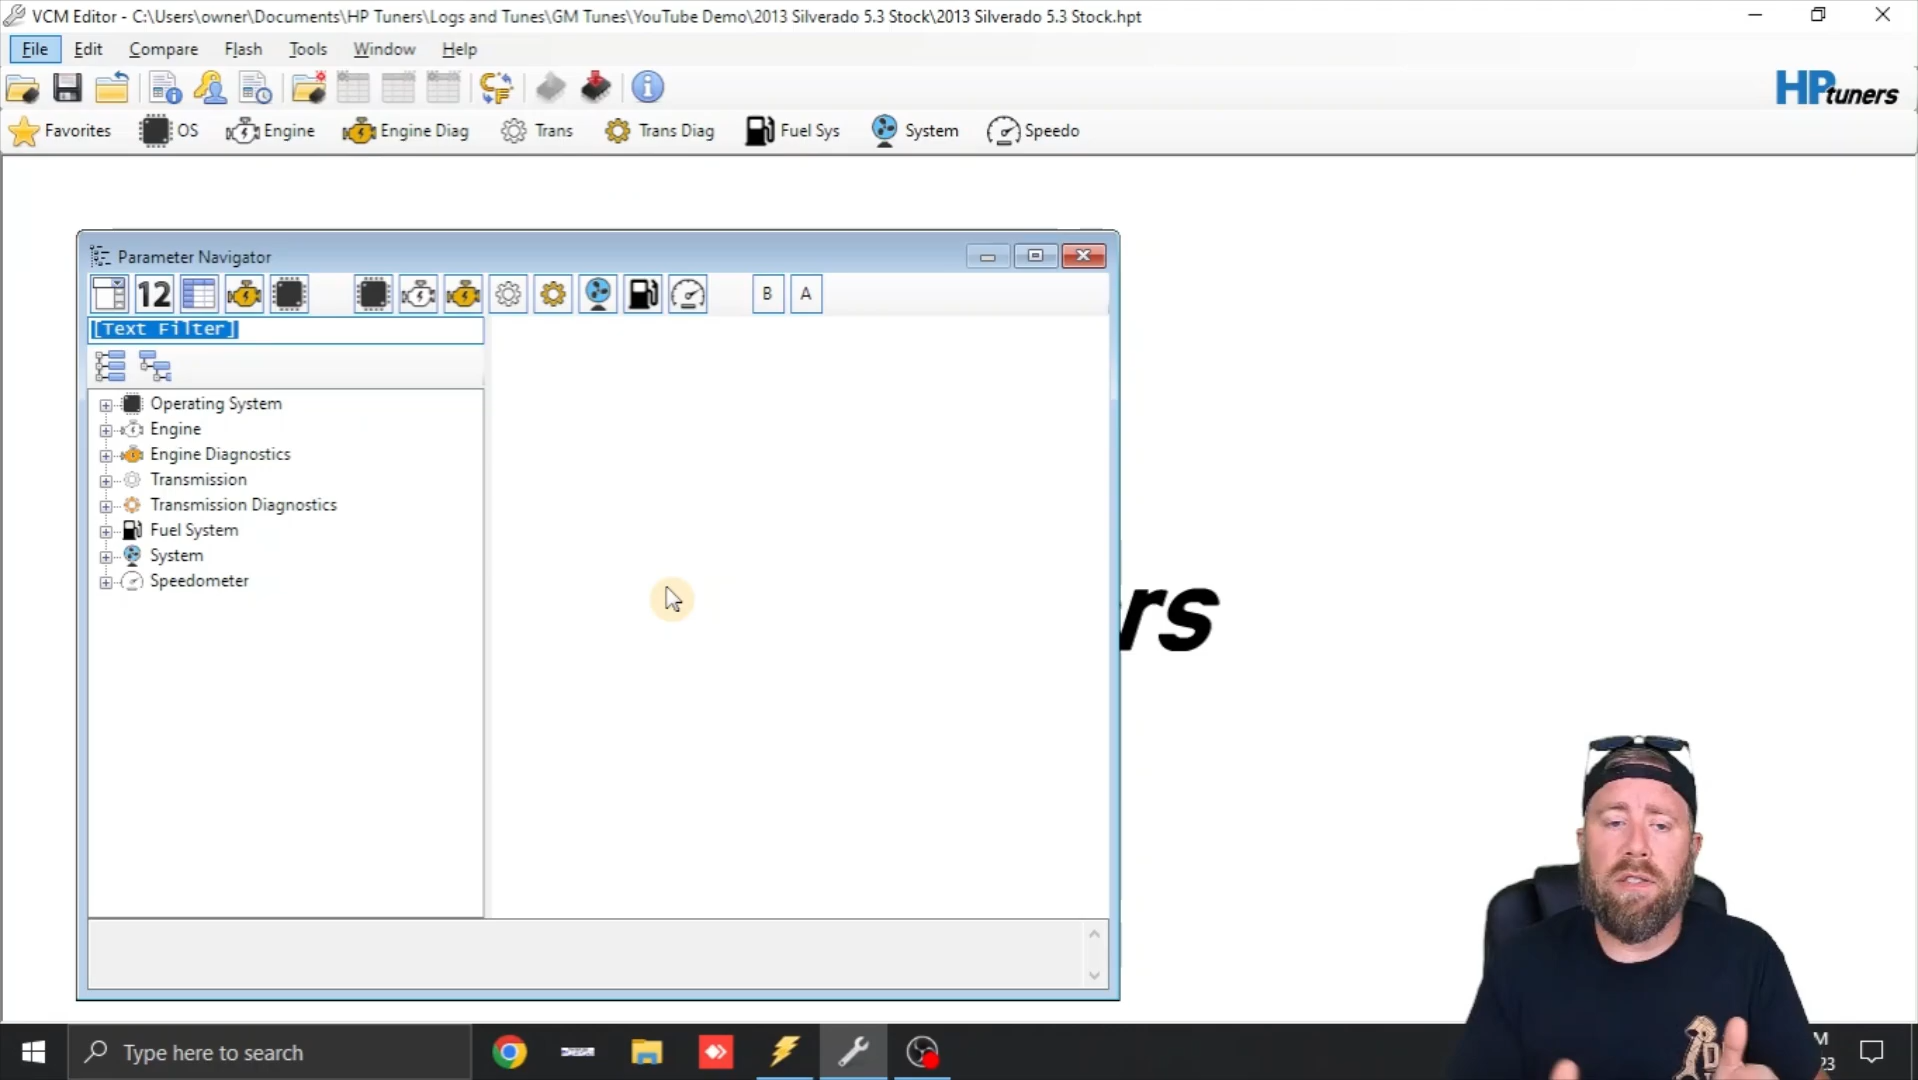 VCM Editor - C:\Users\owner\Documents\HP Tuners\Logs and Tunes\GM Tunes\YouTube Demo\2013 Silverado 5.3 Stock\2013 Silverado 5.3 Stock.hpt
File Edit Compare Flash Tools Window Help
HPtuners
Favorites OS Engine Engine Diag Trans Trans Diag Fuel Sys System Speedo
Parameter Navigator
12 B A
[Text Filter]
Operating System
Engine
Engine Diagnostics
Transmission
Transmission Diagnostics
Fuel System
System
Speedometer
rs
Type here to search
M
23